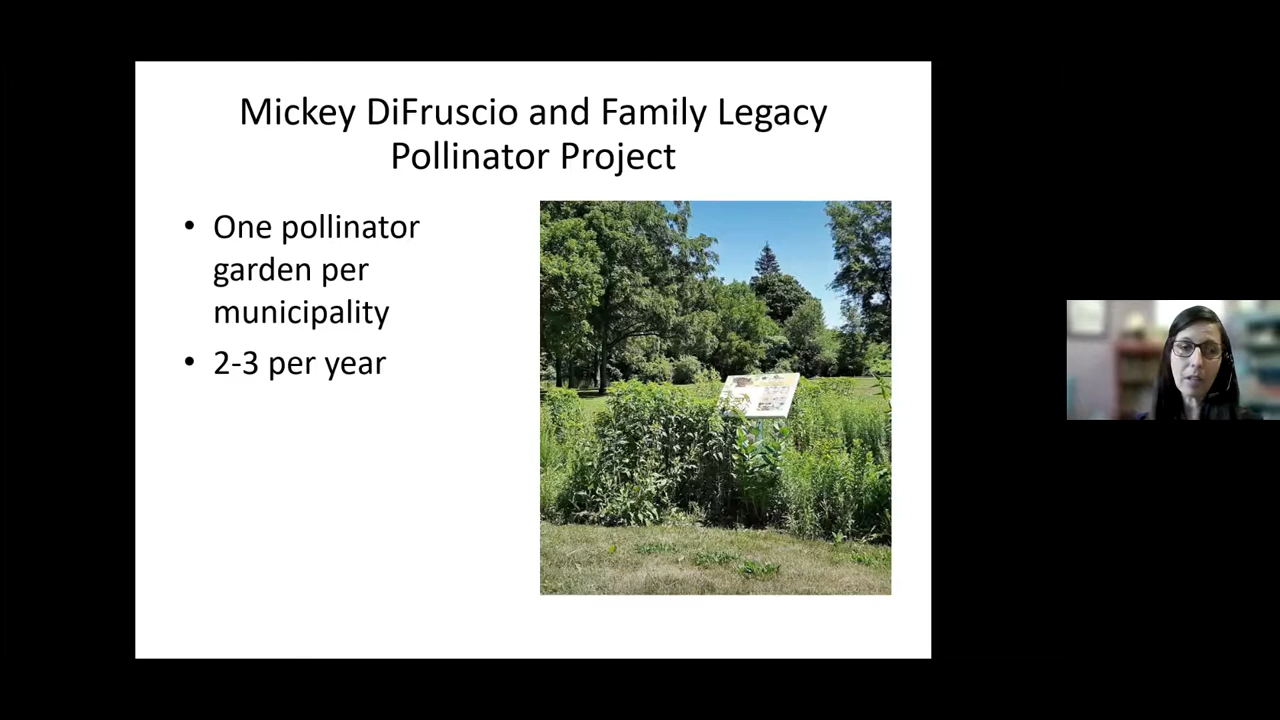 Mickey DiFruscio and Family Legacy
Pollinator Project
• One pollinator
garden per
municipality
• 2-3 per year